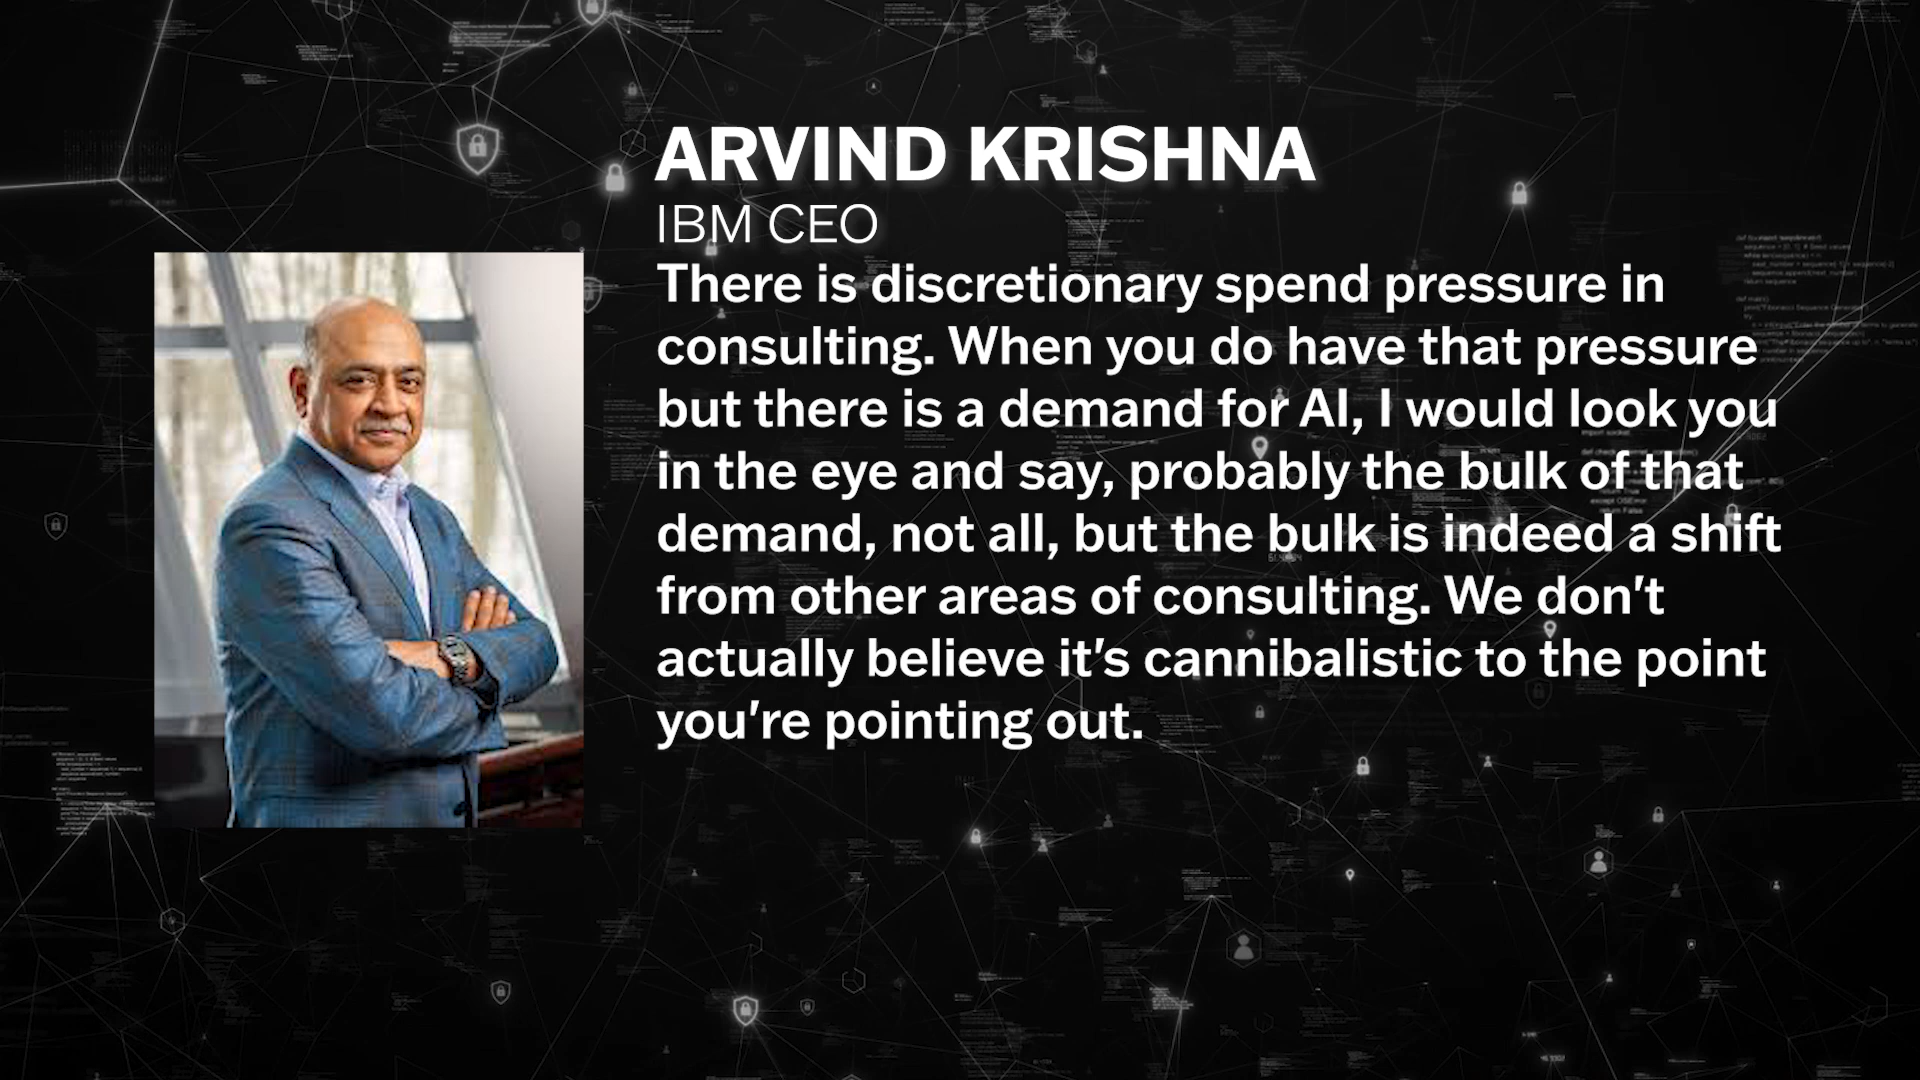 ARVIND KRISHNA
IBM CEO
There is discretionary spend pressure in
consulting. When you do have that pressure
but there is a demand for AI, I would look you
in the eye and say, probably the bulk of that
demand, not all, but the bulk is indeed a shift
from other areas of consulting. We don't
actually believe it's cannibalistic to the point
you're pointing out.